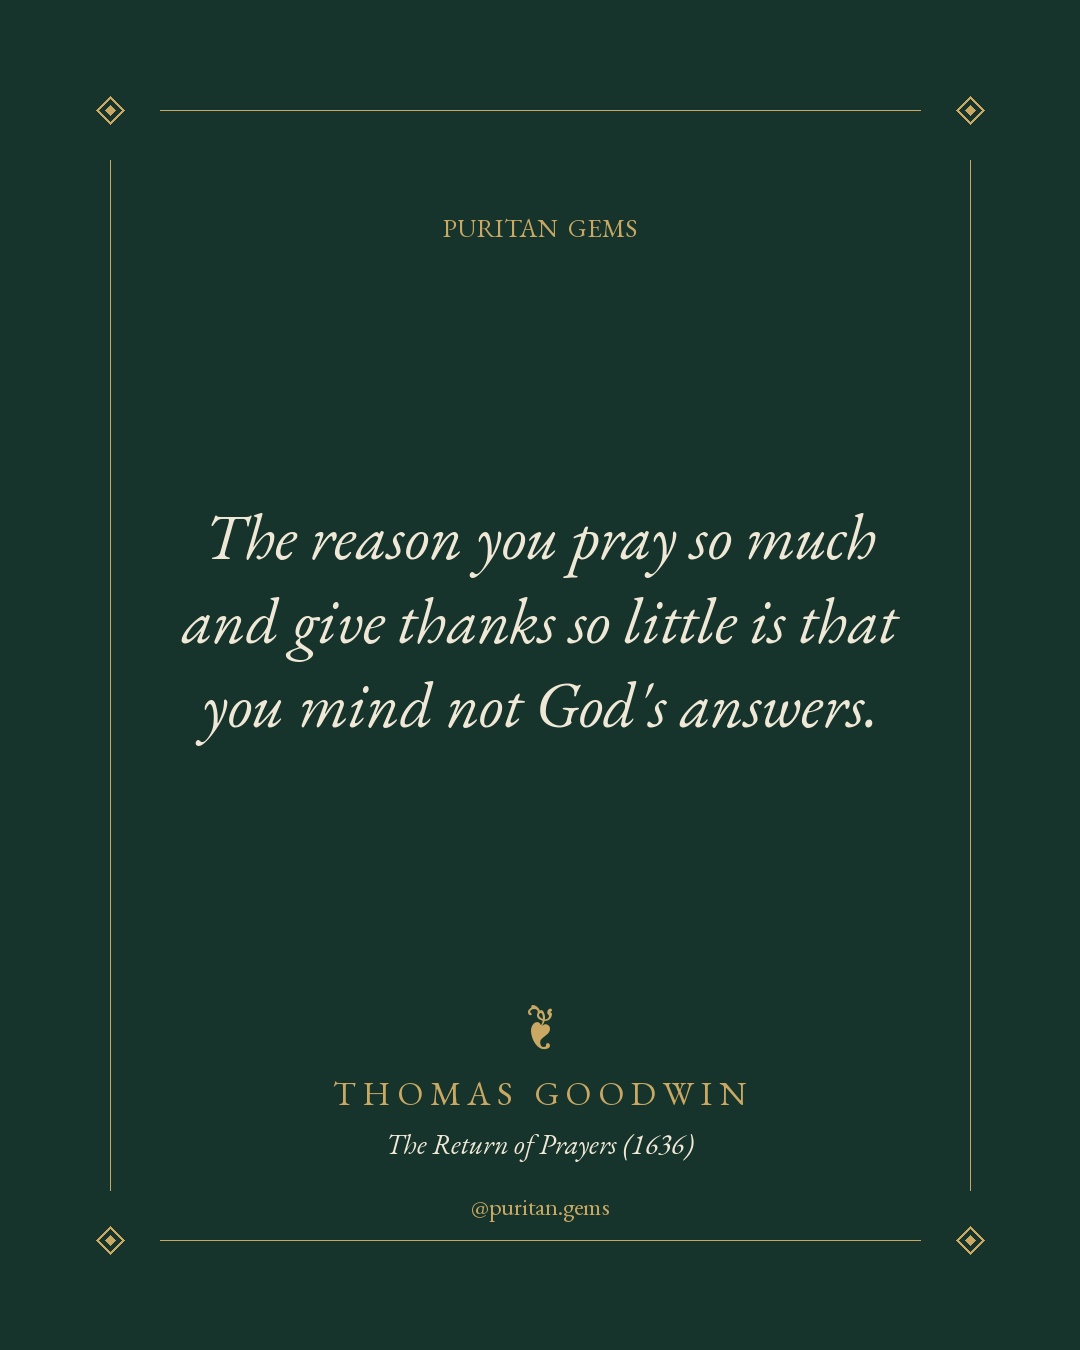 PURITAN GEMS
The reason you pray so much
and give thanks so little is that
you mind not God's answers.
THOMAS GOODWIN
The Return of Prayers (1636)
@puritan.gems